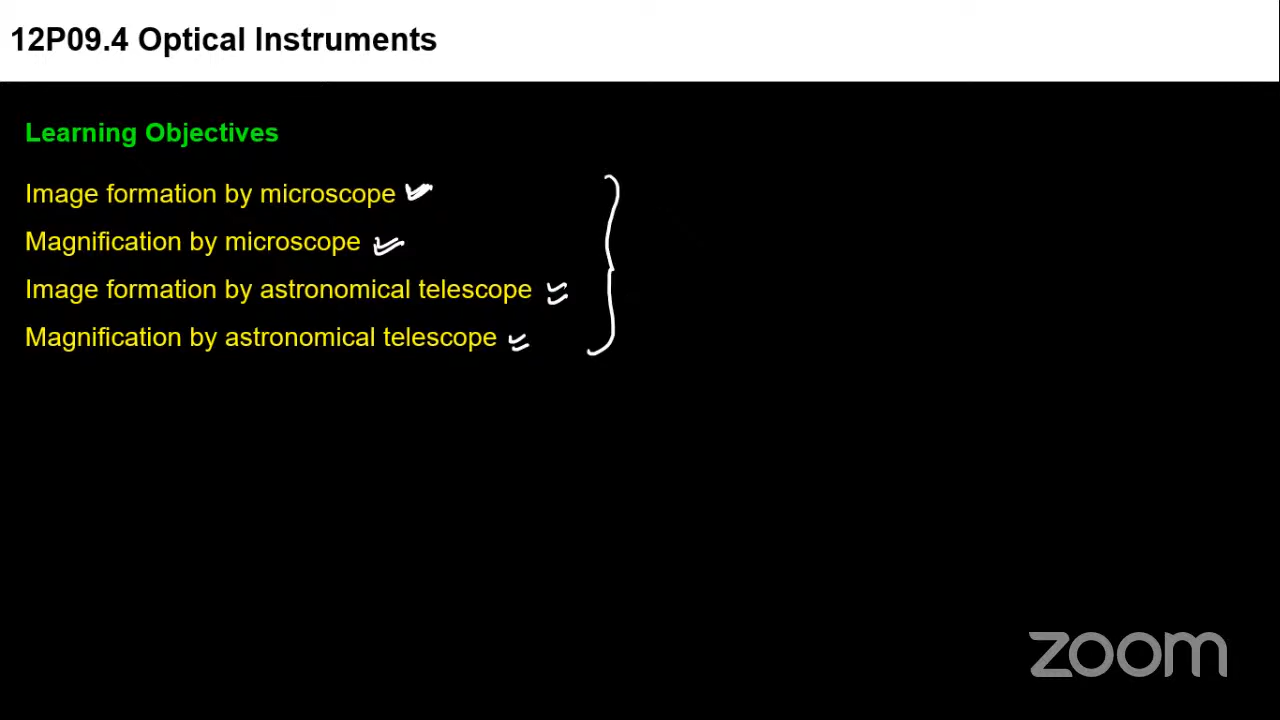 12P09.4 Optical Instruments
Learning Objectives
Image formation by microscope
Magnification by microscope
Image formation by astronomical telescope
Magnification by astronomical telescope
zoom